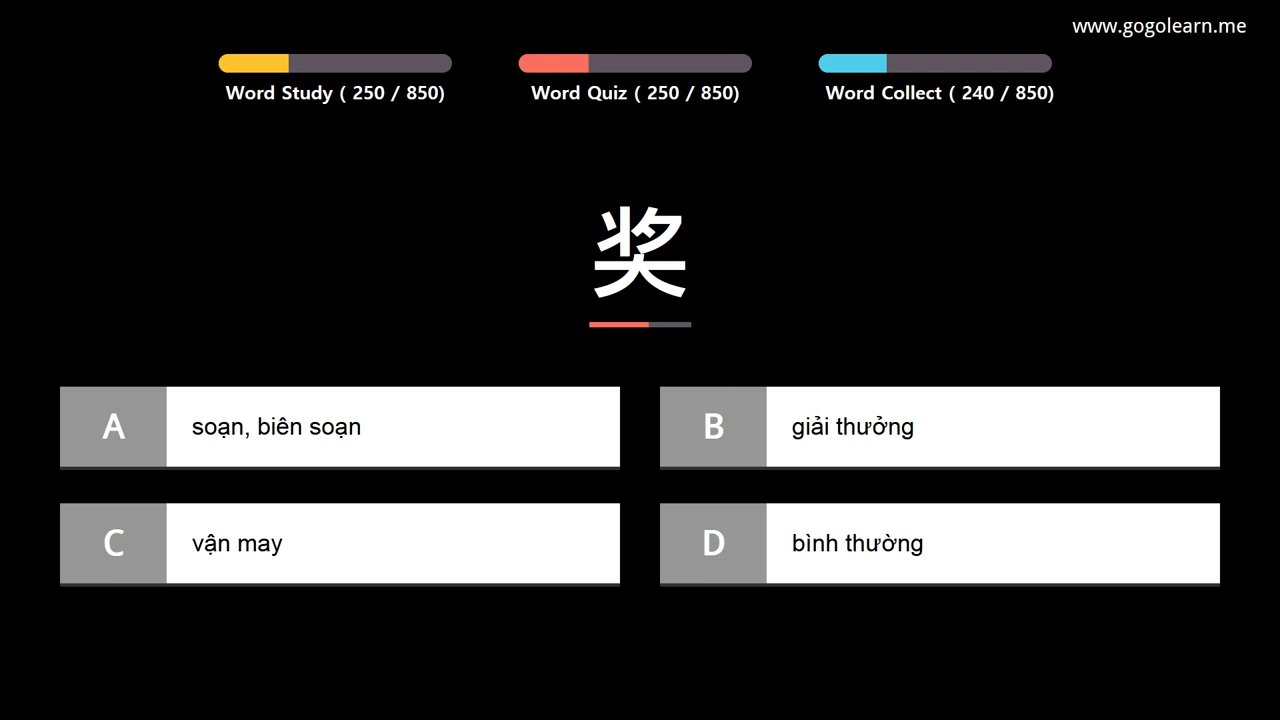 www.gogolearn.me
Word Study ( 250 / 850)
Word Quiz ( 250 / 850)
Word Collect ( 240 / 850)
奖
A soạn, biên soạn
B giải thưởng
C vận may
D bình thường